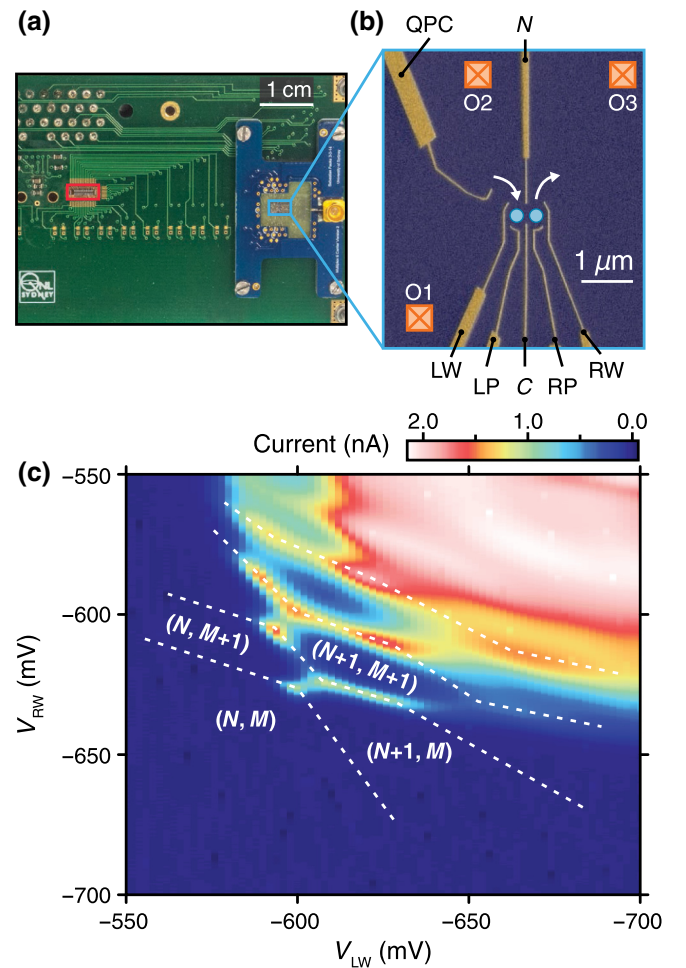 (a)
1 cm
QNL
SYDNEY
(b)
QPC
N
O2
O3
O1
1 μm
LW
LP
C
RP
RW
(c)
Current (nA)
2.0
1.0
0.0
−550
−600
−650
−700
V_RW (mV)
(N, M+1)
(N+1, M+1)
(N, M)
(N+1, M)
−550
−600
−650
−700
V_LW (mV)